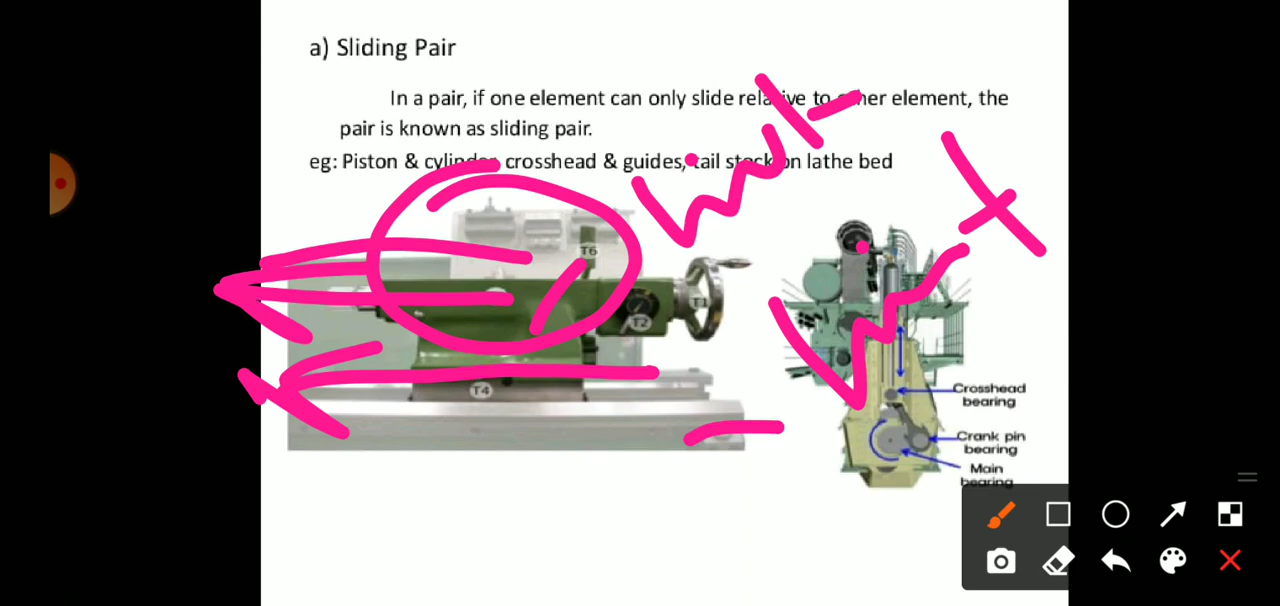 a) Sliding Pair
In a pair, if one element can only slide relative to other element, the
pair is known as sliding pair.
eg: Piston & cylinder, crosshead & guides, tail stock on lathe bed
T6
T1
T2
T4
Crosshead
bearing
Crank pin
bearing
Main
bearing